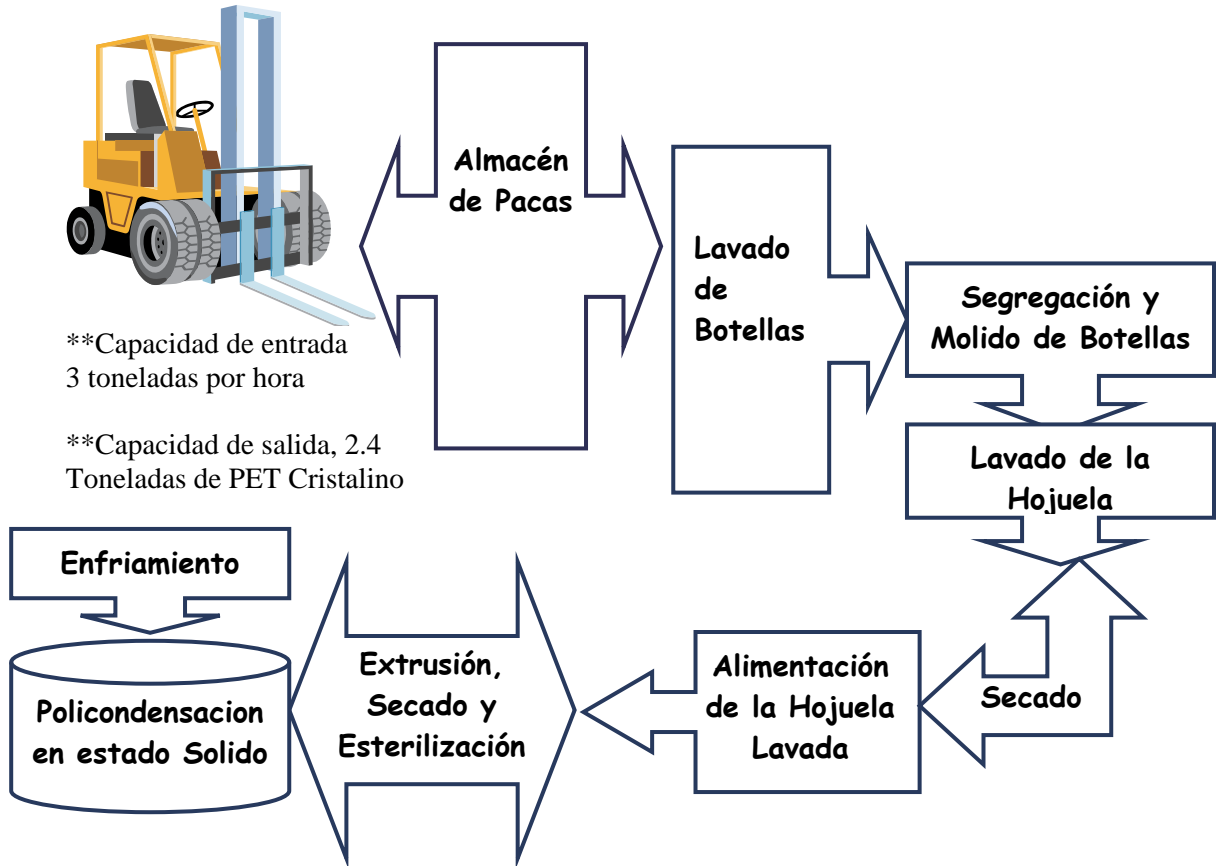 Almacén
de Pacas
**Capacidad de entrada
3 toneladas por hora
**Capacidad de salida, 2.4
Toneladas de PET Cristalino
Lavado
de
Botellas
Segregación y
Molido de Botellas
Lavado de la
Hojuela
Secado
Alimentación
de la Hojuela
Lavada
Extrusión,
Secado y
Esterilización
Enfriamiento
Policondensacion
en estado Solido